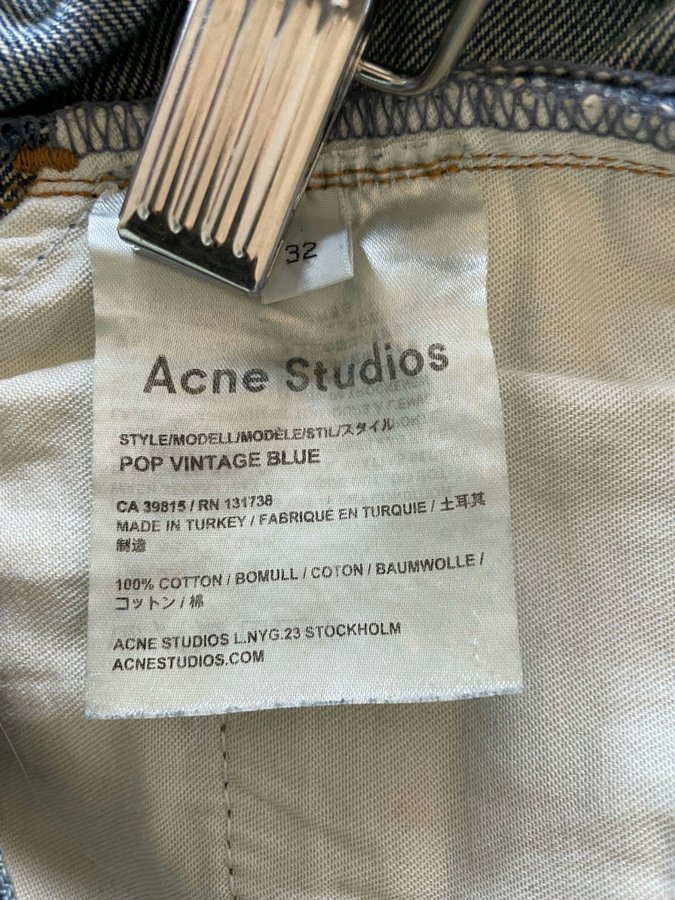 32
Acne Studios
STYLE/MODELL/MODÈLE/STIL/スタイル
POP VINTAGE BLUE
CA 39815 / RN 131738
MADE IN TURKEY / FABRIQUÉ EN TURQUIE / 土耳其
制造
100% COTTON / BOMULL / COTON / BAUMWOLLE /
コットン / 棉
ACNE STUDIOS L.NYG.23 STOCKHOLM
ACNESTUDIOS.COM